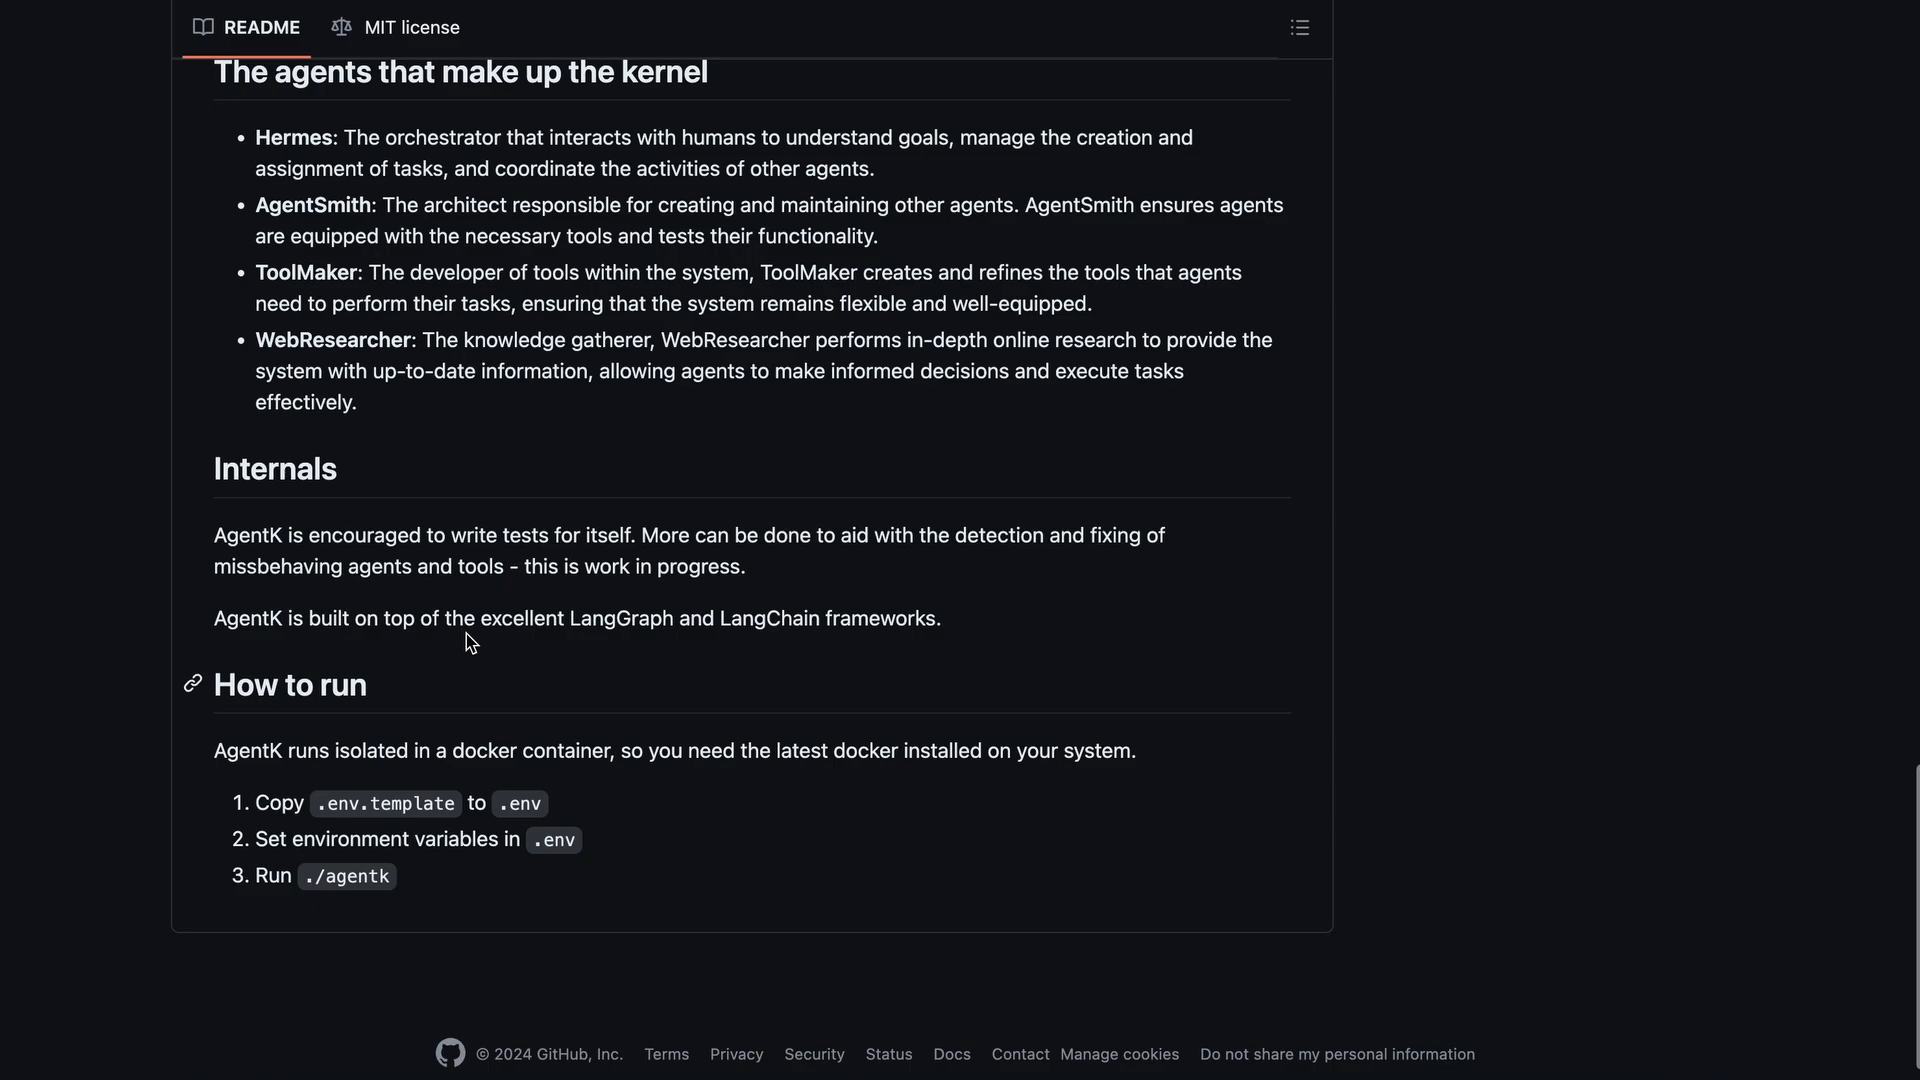 README MIT license
The agents that make up the kernel
• Hermes: The orchestrator that interacts with humans to understand goals, manage the creation and
assignment of tasks, and coordinate the activities of other agents.
• AgentSmith: The architect responsible for creating and maintaining other agents. AgentSmith ensures agents
are equipped with the necessary tools and tests their functionality.
• ToolMaker: The developer of tools within the system, ToolMaker creates and refines the tools that agents
need to perform their tasks, ensuring that the system remains flexible and well-equipped.
• WebResearcher: The knowledge gatherer, WebResearcher performs in-depth online research to provide the
system with up-to-date information, allowing agents to make informed decisions and execute tasks
effectively.
Internals
AgentK is encouraged to write tests for itself. More can be done to aid with the detection and fixing of
missbehaving agents and tools - this is work in progress.
AgentK is built on top of the excellent LangGraph and LangChain frameworks.
How to run
AgentK runs isolated in a docker container, so you need the latest docker installed on your system.
1. Copy .env.template to .env
2. Set environment variables in .env
3. Run ./agentk
© 2024 GitHub, Inc. Terms Privacy Security Status Docs Contact Manage cookies Do not share my personal information